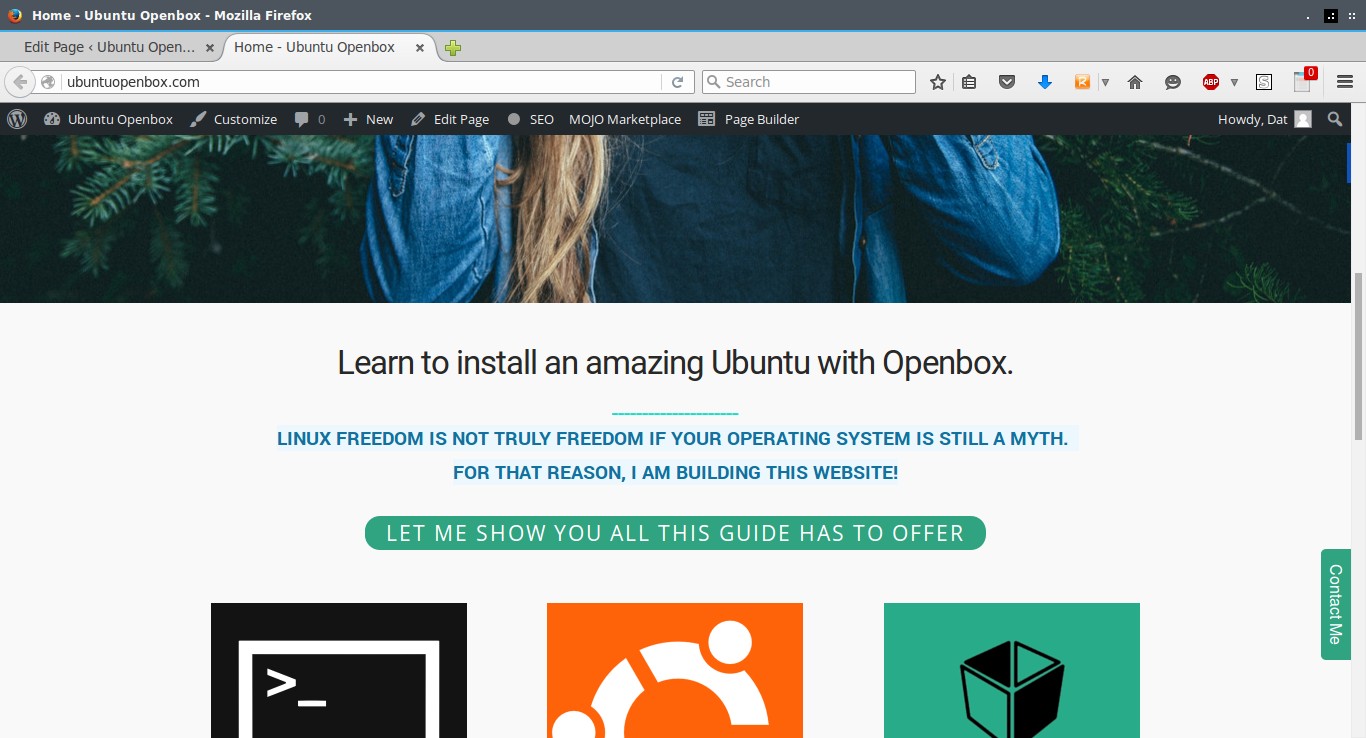 Home - Ubuntu Openbox - Mozilla Firefox
Edit Page ‹ Ubuntu Open...
Home - Ubuntu Openbox
ubuntuopenbox.com
Search
ABP
0
Ubuntu Openbox
Customize
0
New
Edit Page
SEO
MOJO Marketplace
Page Builder
Howdy, Dat
Learn to install an amazing Ubuntu with Openbox.
LINUX FREEDOM IS NOT TRULY FREEDOM IF YOUR OPERATING SYSTEM IS STILL A MYTH.
FOR THAT REASON, I AM BUILDING THIS WEBSITE!
LET ME SHOW YOU ALL THIS GUIDE HAS TO OFFER
Contact Me
>_